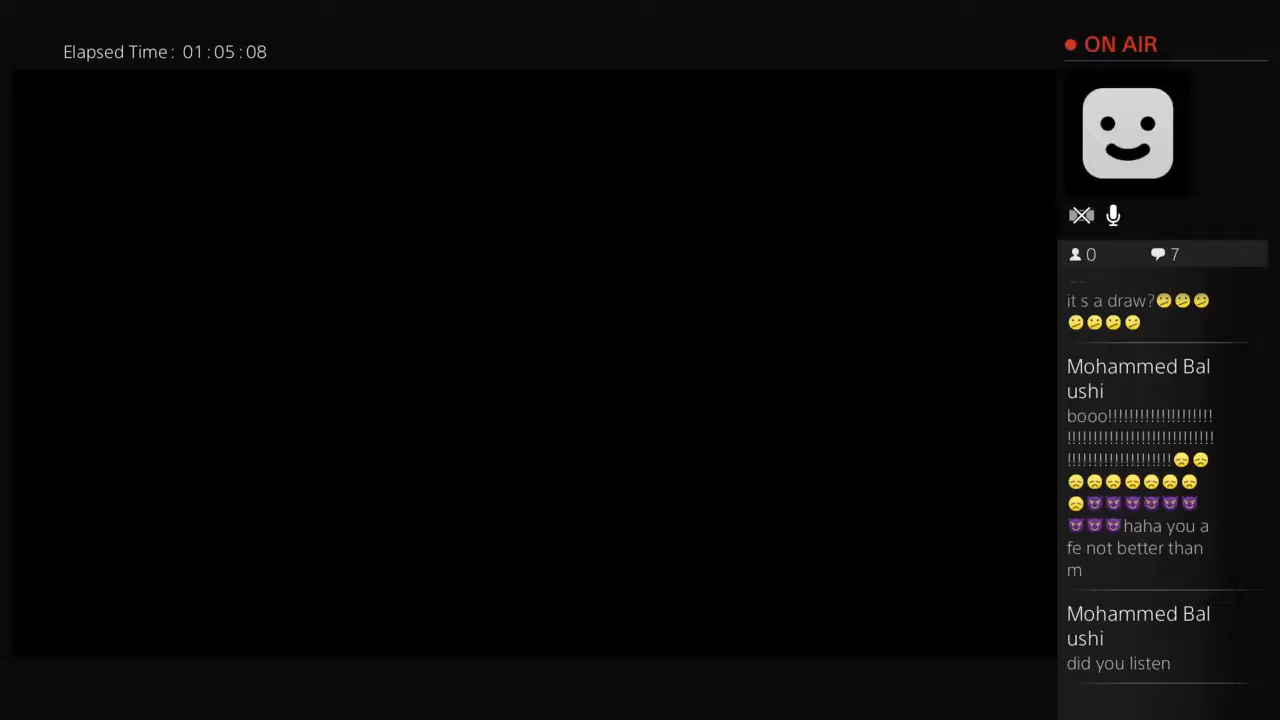 Elapsed Time: 01:05:08
ON AIR
0 7
it s a draw?🫤🫤🫤
🫤🫤🫤🫤
Mohammed Bal
ushi
booo!!!!!!!!!!!!!!!!!!!!
!!!!!!!!!!!!!!!!!!!!!!!!!!!!
!!!!!!!!!!!!!!!!!!!!😞😞
😞😞😞😞😞😞😞
😞😈😈😈😈😈😈
😈😈😈haha you a
fe not better than
m
Mohammed Bal
ushi
did you listen